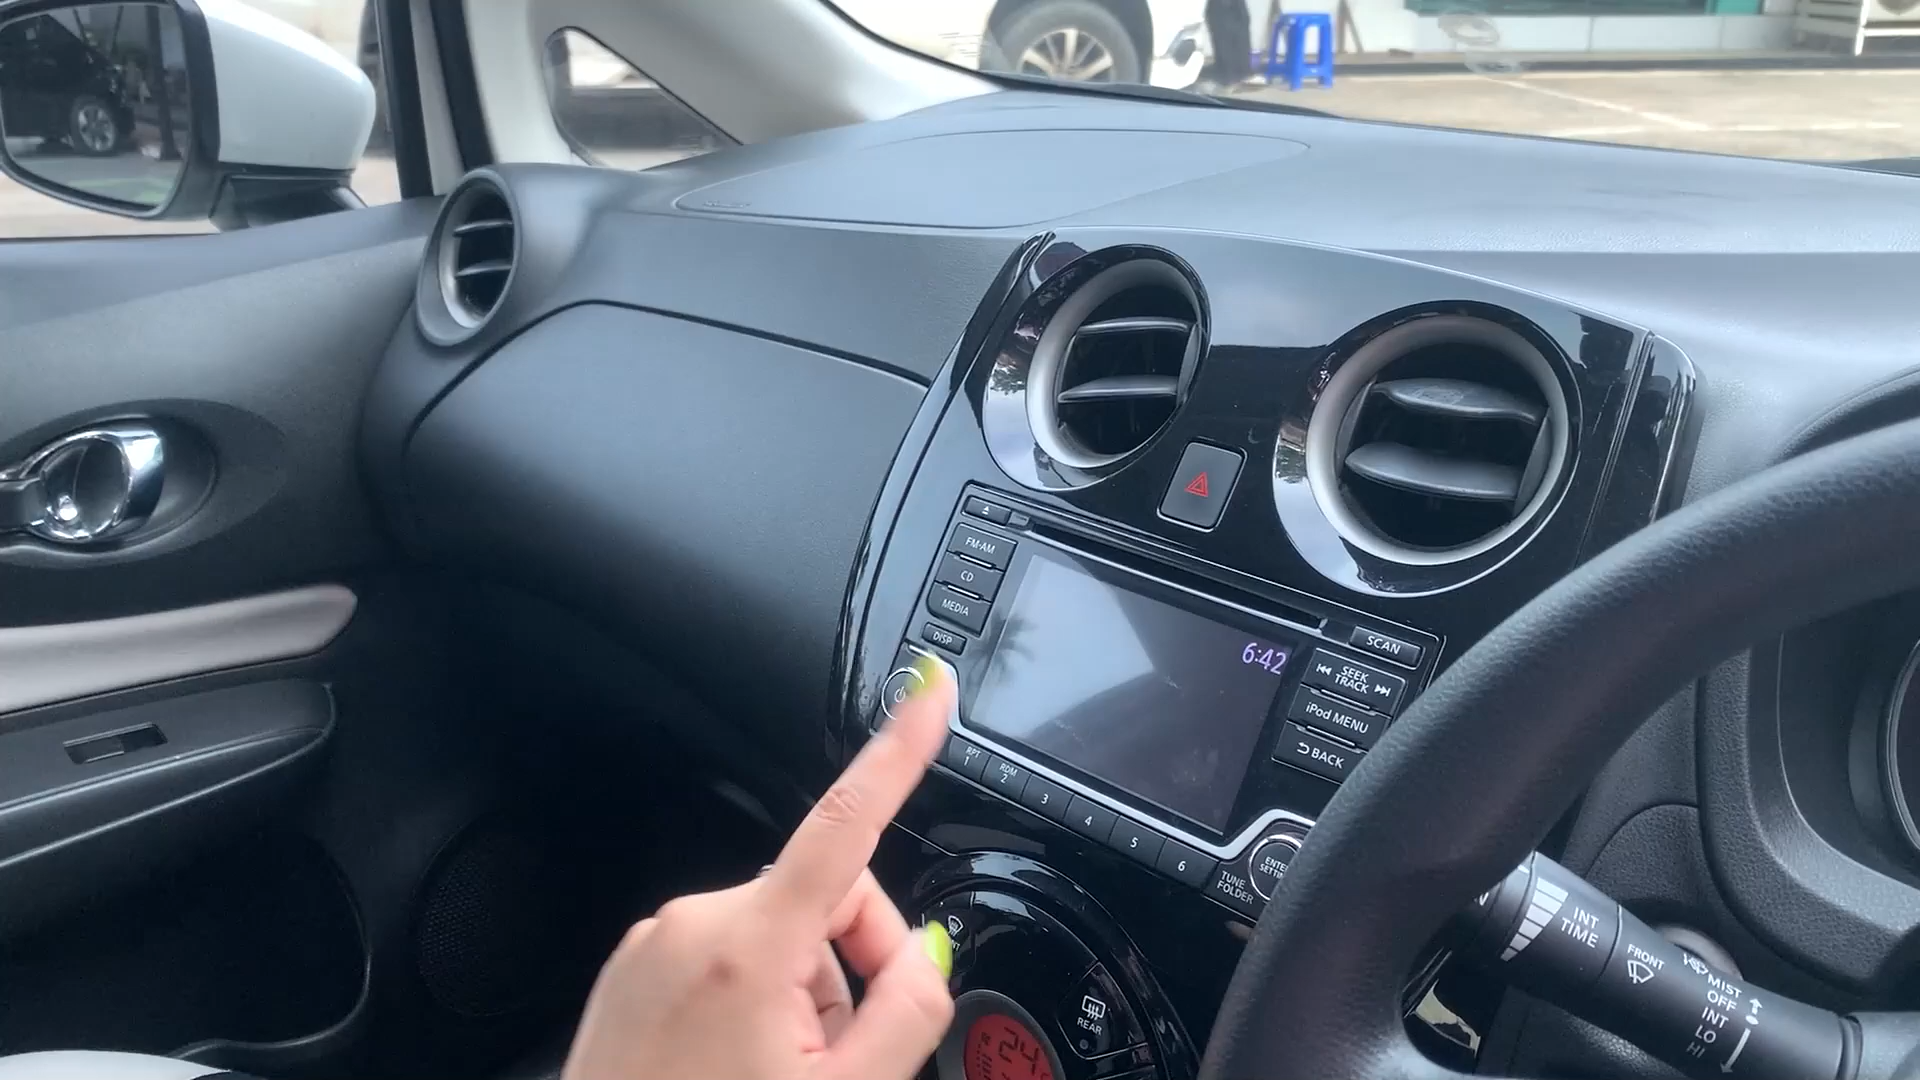 FM·AM
CD
MEDIA
DISP
6:42
SCAN
SEEK
TRACK
iPod MENU
BACK
RPT
1
RDM
2
3
4
5
6
TUNE
FOLDER
REAR
24
INT
TIME
FRONT
MIST
OFF
INT
LO
HI